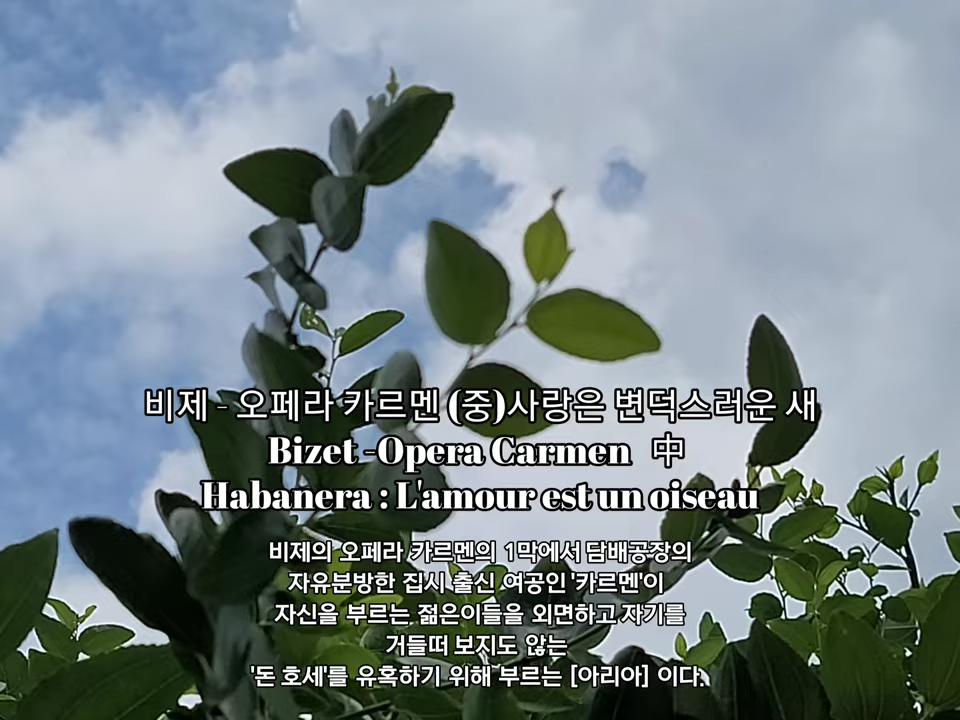 비제 - 오페라 카르멘 (중)사랑은 변덕스러운 새
Bizet -Opera Carmen 中
Habanera : L'amour est un oiseau
비제의 오페라 카르멘의 1막에서 담배공장의
자유분방한 집시 출신 여공인 '카르멘'이
자신을 부르는 젊은이들을 외면하고 자기를
거들떠 보지도 않는
'돈 호세'를 유혹하기 위해 부르는 [아리아] 이다.